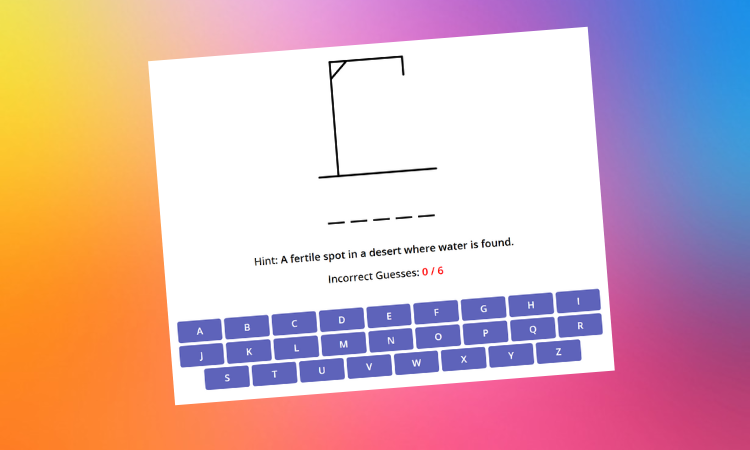 Hint: A fertile spot in a desert where water is found.
Incorrect Guesses: 0 / 6
A B C D E F G H I
J K L M N O P Q R
S T U V W X Y Z